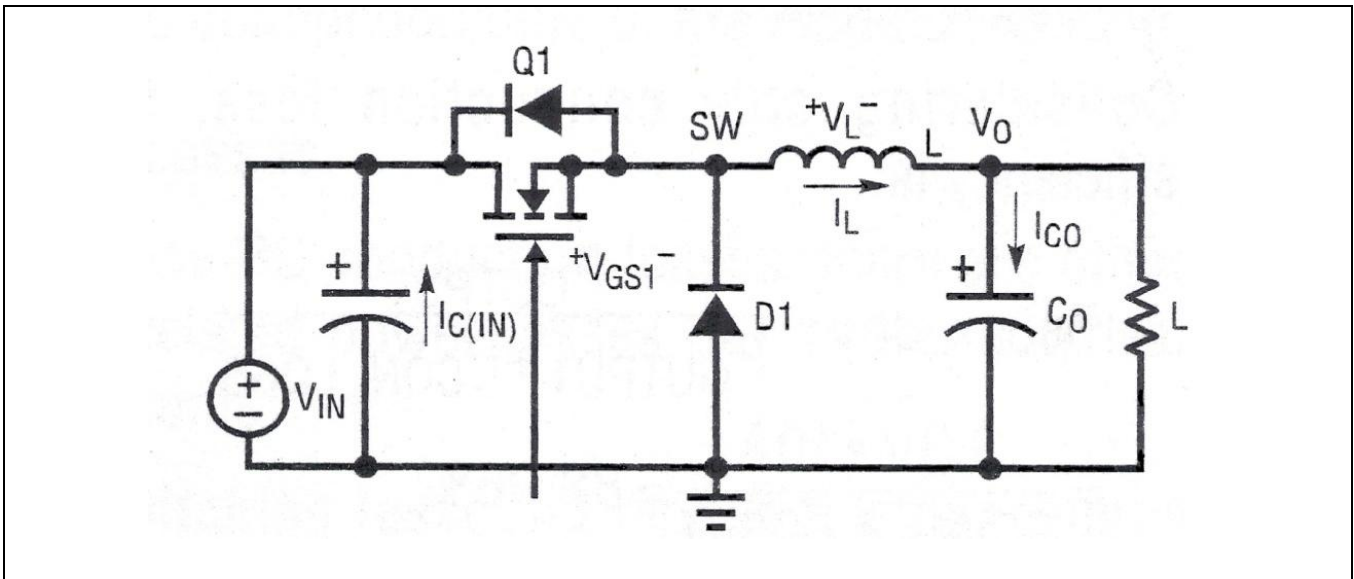 Q1
SW
+VL−
L
VO
IL
ICO
+
+
IC(IN)
+VGS1−
D1
CO
L
+
−
VIN